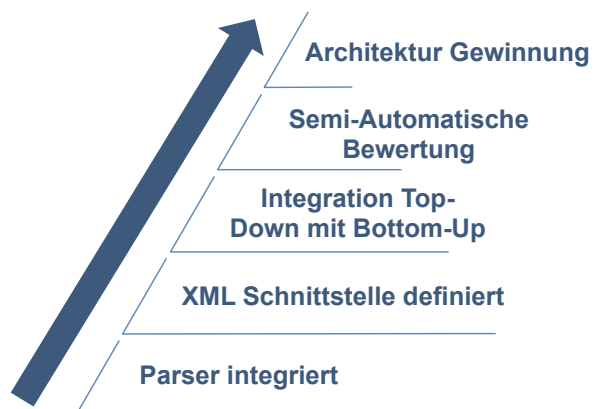 Architektur Gewinnung
Semi-Automatische
Bewertung
Integration Top-
Down mit Bottom-Up
XML Schnittstelle definiert
Parser integriert